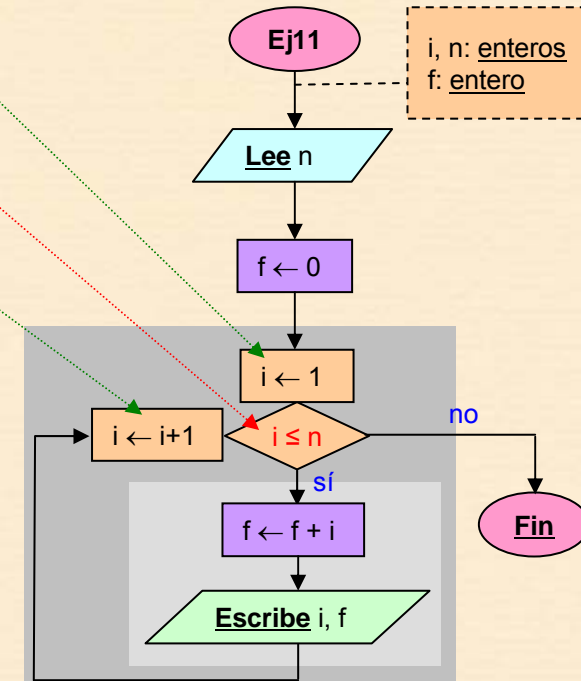 Ej11
i, n: enteros
f: entero
Lee n
f ← 0
i ← 1
i ← i+1
i ≤ n
no
sí
f ← f + i
Fin
Escribe i, f